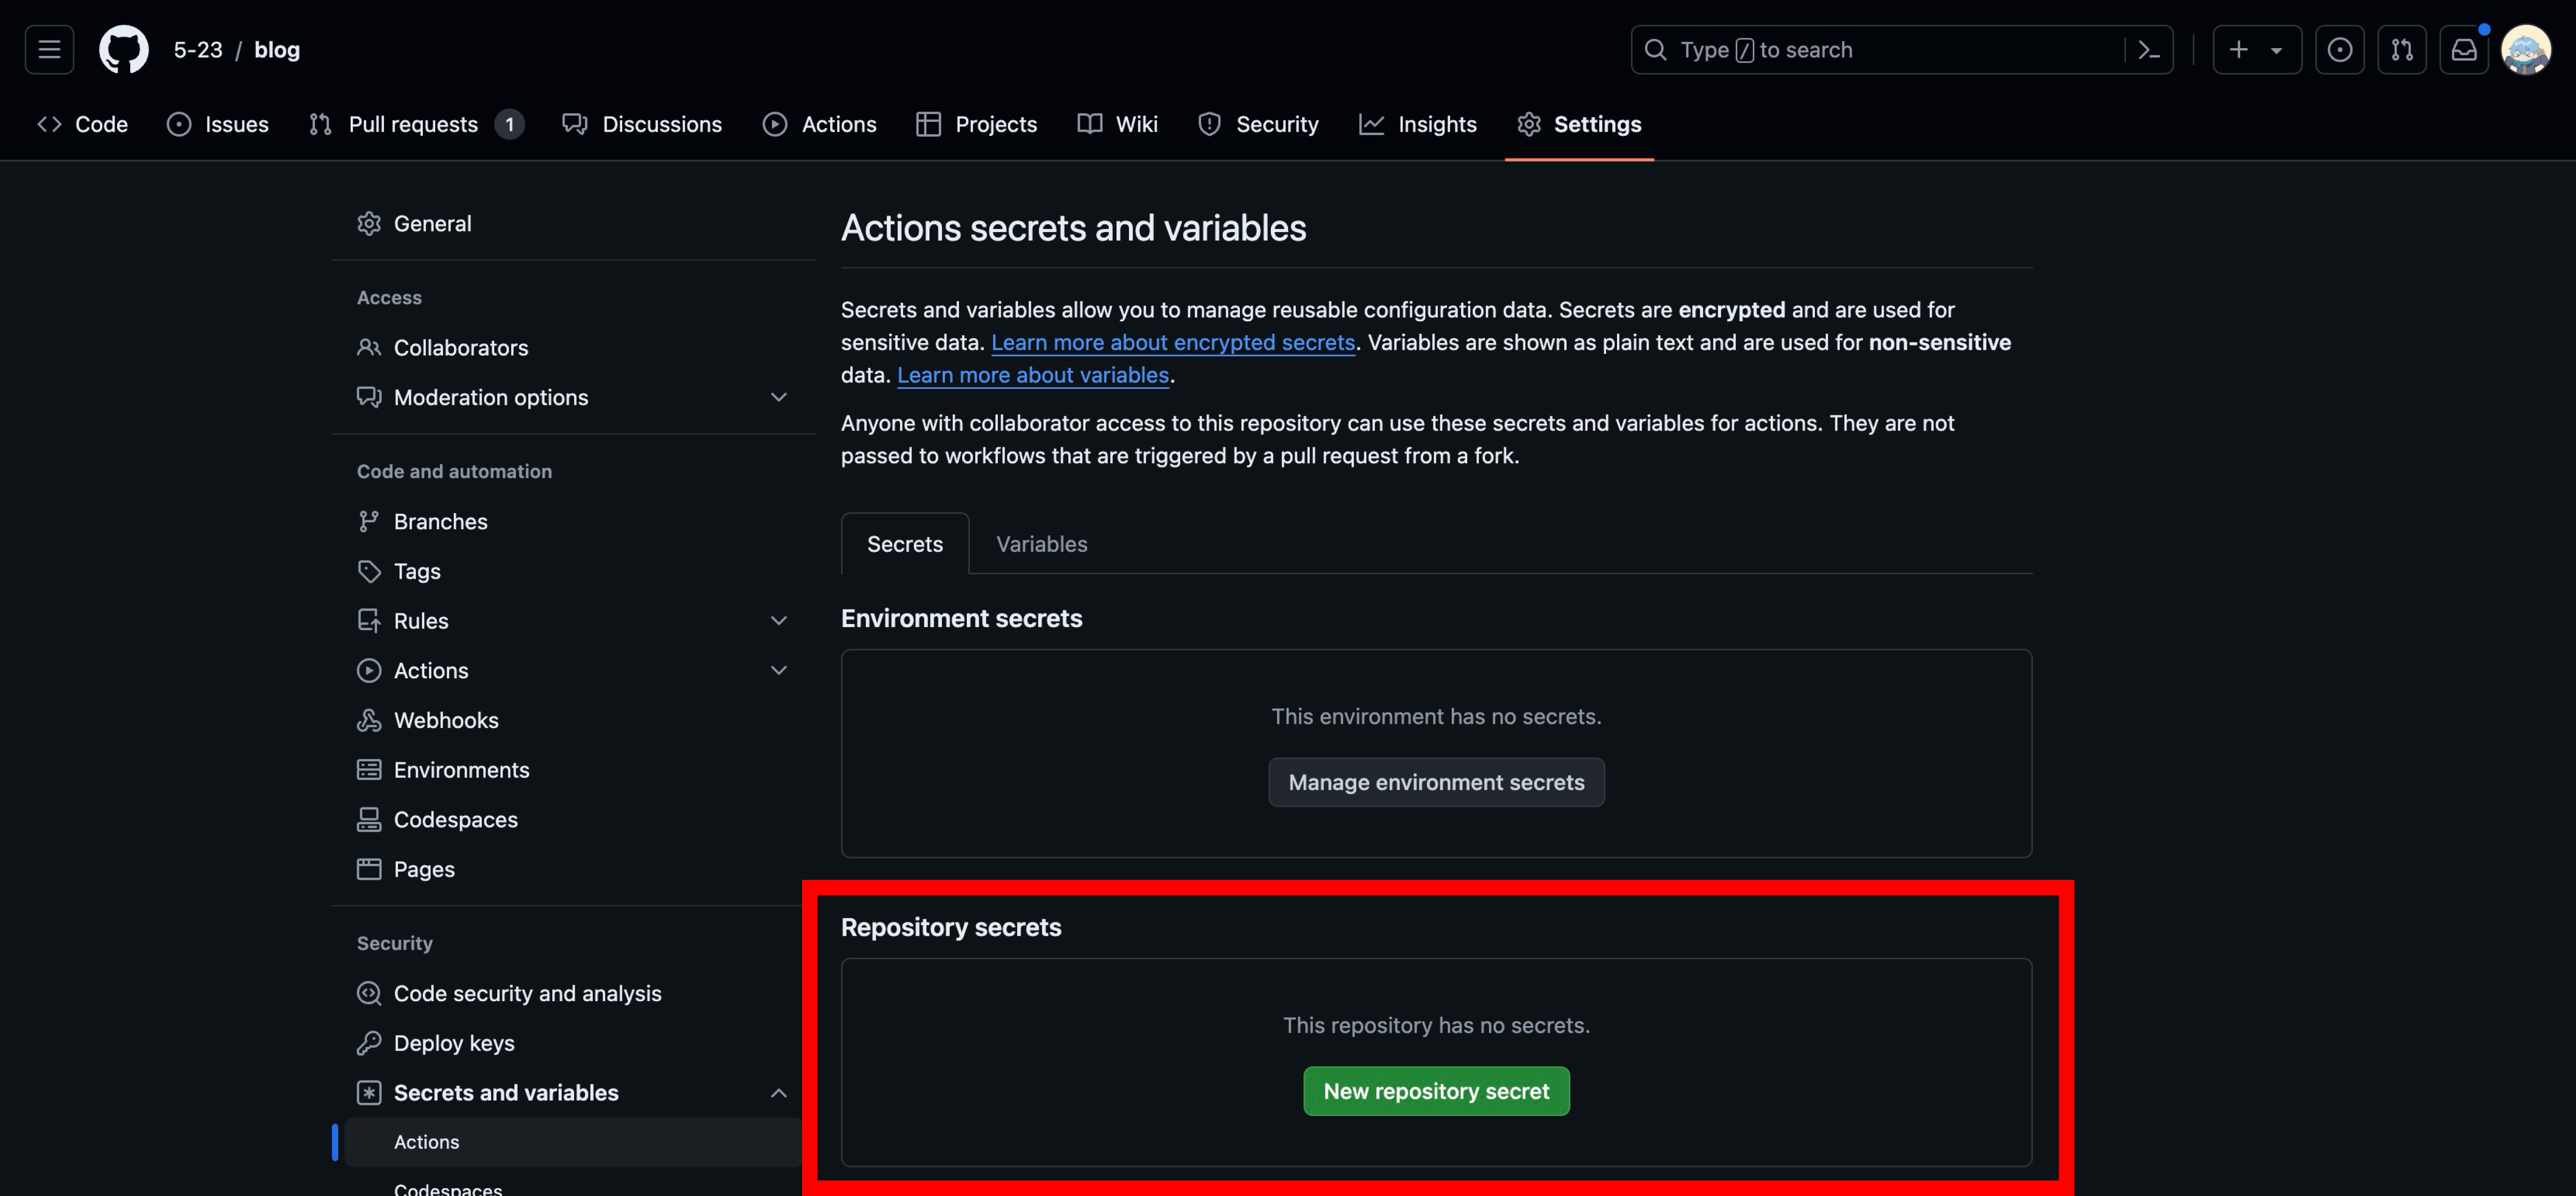 5-23 / blog
Type / to search
Code
Issues
Pull requests 1
Discussions
Actions
Projects
Wiki
Security
Insights
Settings
General
Access
Collaborators
Moderation options
Code and automation
Branches
Tags
Rules
Actions
Webhooks
Environments
Codespaces
Pages
Security
Code security and analysis
Deploy keys
Secrets and variables
Actions
Codespaces
Actions secrets and variables
Secrets and variables allow you to manage reusable configuration data. Secrets are encrypted and are used for
sensitive data. Learn more about encrypted secrets. Variables are shown as plain text and are used for non-sensitive
data. Learn more about variables.
Anyone with collaborator access to this repository can use these secrets and variables for actions. They are not
passed to workflows that are triggered by a pull request from a fork.
Secrets
Variables
Environment secrets
This environment has no secrets.
Manage environment secrets
Repository secrets
This repository has no secrets.
New repository secret